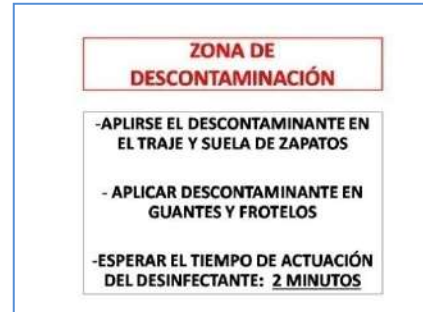 ZONA DE
DESCONTAMINACIÓN
-APLIRSE EL DESCONTAMINANTE EN
EL TRAJE Y SUELA DE ZAPATOS
- APLICAR DESCONTAMINANTE EN
GUANTES Y FROTELOS
-ESPERAR EL TIEMPO DE ACTUACIÓN
DEL DESINFECTANTE: 2 MINUTOS